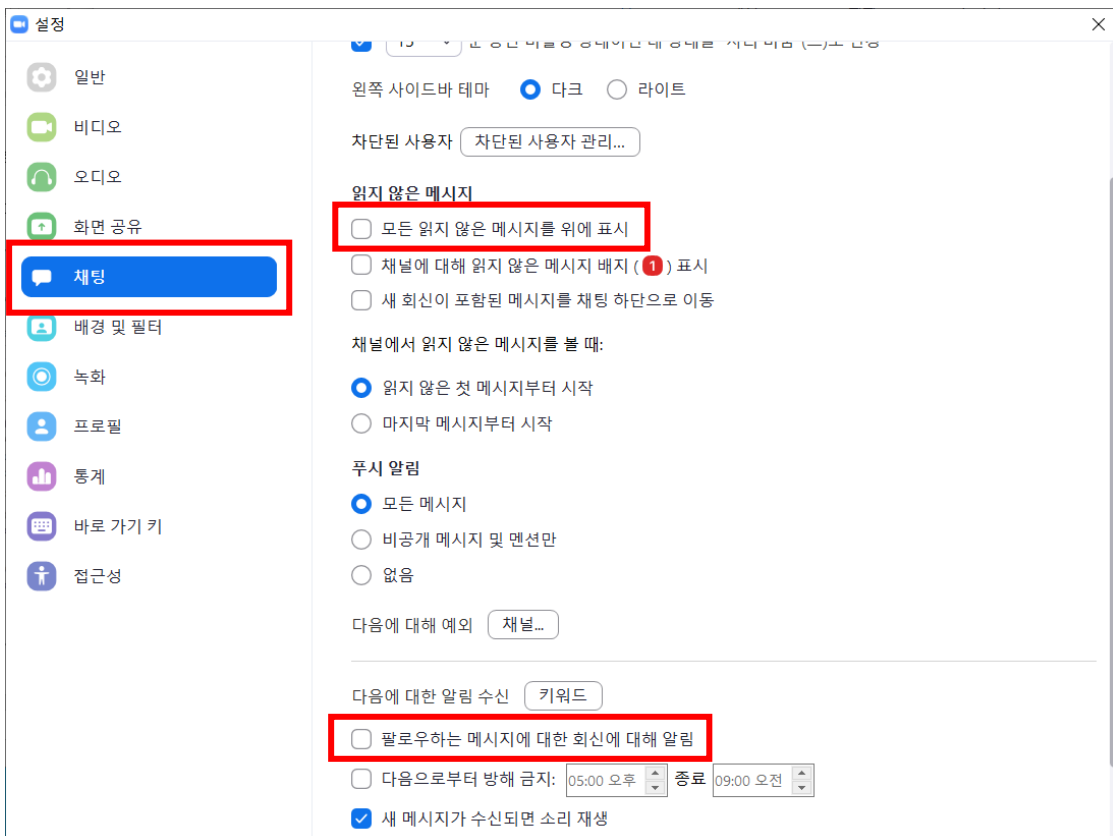 설정
일반
비디오
오디오
화면 공유
채팅
배경 및 필터
녹화
프로필
통계
바로 가기 키
접근성
15
왼쪽 사이드바 테마 다크 라이트
차단된 사용자 차단된 사용자 관리...
읽지 않은 메시지
모든 읽지 않은 메시지를 위에 표시
채널에 대해 읽지 않은 메시지 배지 ( 1 ) 표시
새 회신이 포함된 메시지를 채팅 하단으로 이동
채널에서 읽지 않은 메시지를 볼 때:
읽지 않은 첫 메시지부터 시작
마지막 메시지부터 시작
푸시 알림
모든 메시지
비공개 메시지 및 멘션만
없음
다음에 대해 예외 채널...
다음에 대한 알림 수신 키워드
팔로우하는 메시지에 대한 회신에 대해 알림
다음으로부터 방해 금지: 05:00 오후 종료 09:00 오전
새 메시지가 수신되면 소리 재생